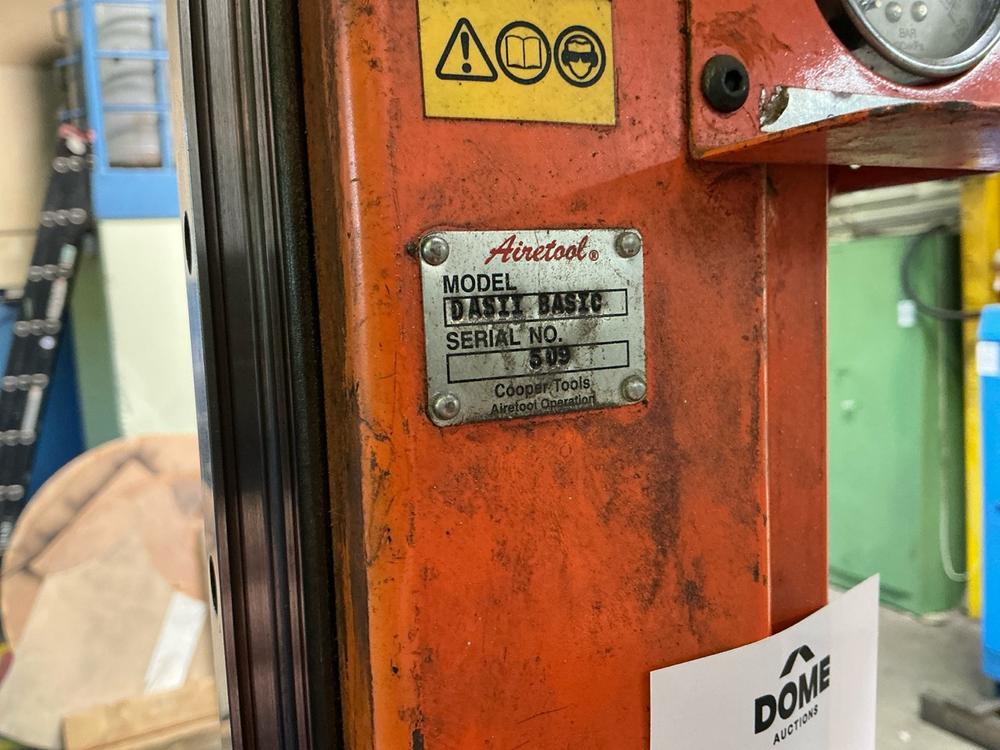 BAR
Airetool®
MODEL
DASII BASIC
SERIAL NO.
509
Cooper Tools
Airetool Operation
DOME
AUCTIONS